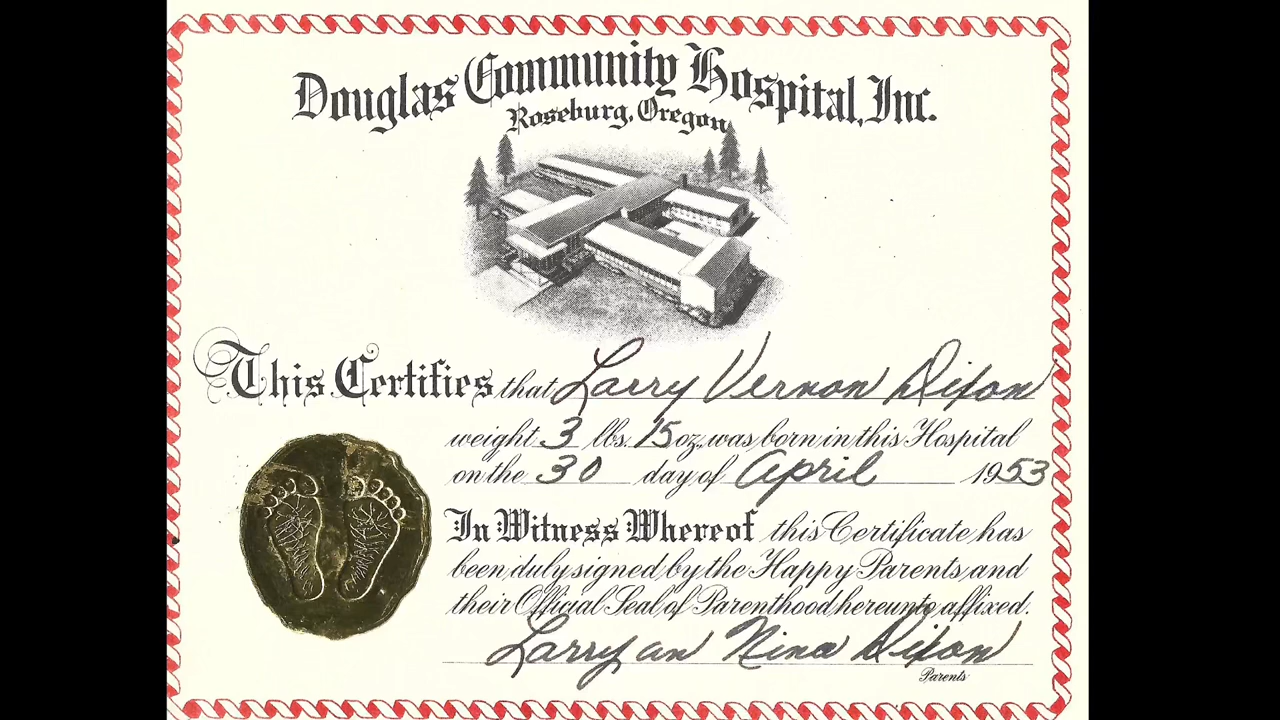 Douglas Community Hospital, Inc.
Roseburg, Oregon
This Certifies that Larry Vernon Dixon
weight 3 lbs. 15 oz., was born in this Hospital
on the 30 day of April 1953
In Witness Whereof this Certificate has
been duly signed by the Happy Parents and
their Official Seal of Parenthood hereunto affixed.
Larry an Nina Dixon
Parents